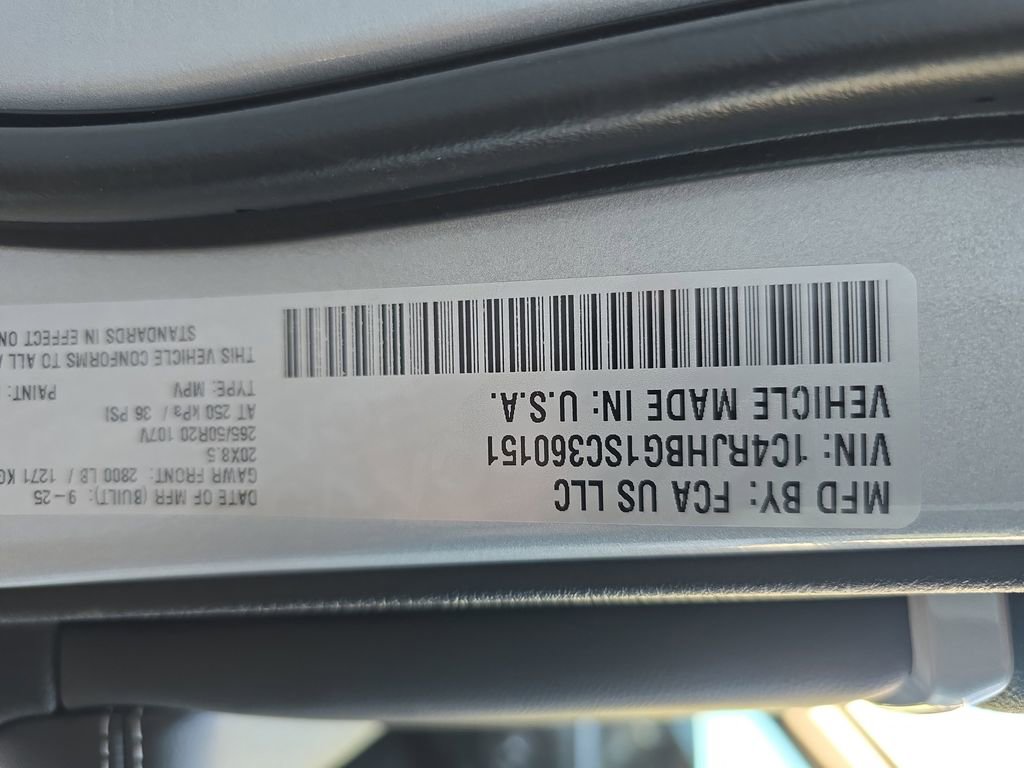 MFD BY: FCA US LLC
VIN: 1C4RJHBG1SC360151
VEHICLE MADE IN: U.S.A.
DATE OF MFR (BUILT): 9-25
GAWR FRONT: 2800 LB / 1271 KG
20X8.5
265/50R20 107V
AT 250 kPa / 36 PSI
TYPE: MPV PAINT:
THIS VEHICLE CONFORMS TO ALL
STANDARDS IN EFFECT ON